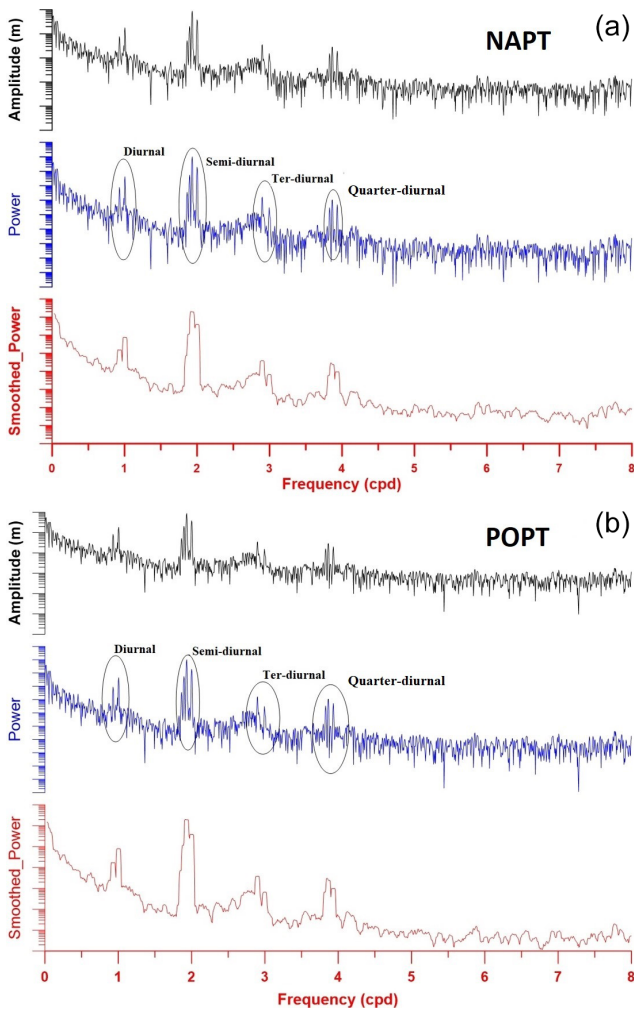 (a)
NAPT
Amplitude (m)
Diurnal
Semi-diurnal
Ter-diurnal
Quarter-diurnal
Power
Smoothed_Power
0 1 2 3 4 5 6 7 8
Frequency (cpd)
(b)
POPT
Amplitude (m)
Diurnal
Semi-diurnal
Ter-diurnal
Quarter-diurnal
Power
Smoothed_Power
0 1 2 3 4 5 6 7 8
Frequency (cpd)